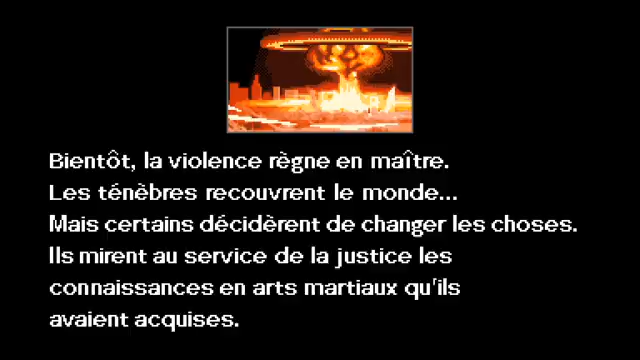 Bientôt, la violence règne en maître.
Les ténèbres recouvrent le monde...
Mais certains décidèrent de changer les choses.
Ils mirent au service de la justice les
connaissances en arts martiaux qu'ils
avaient acquises.